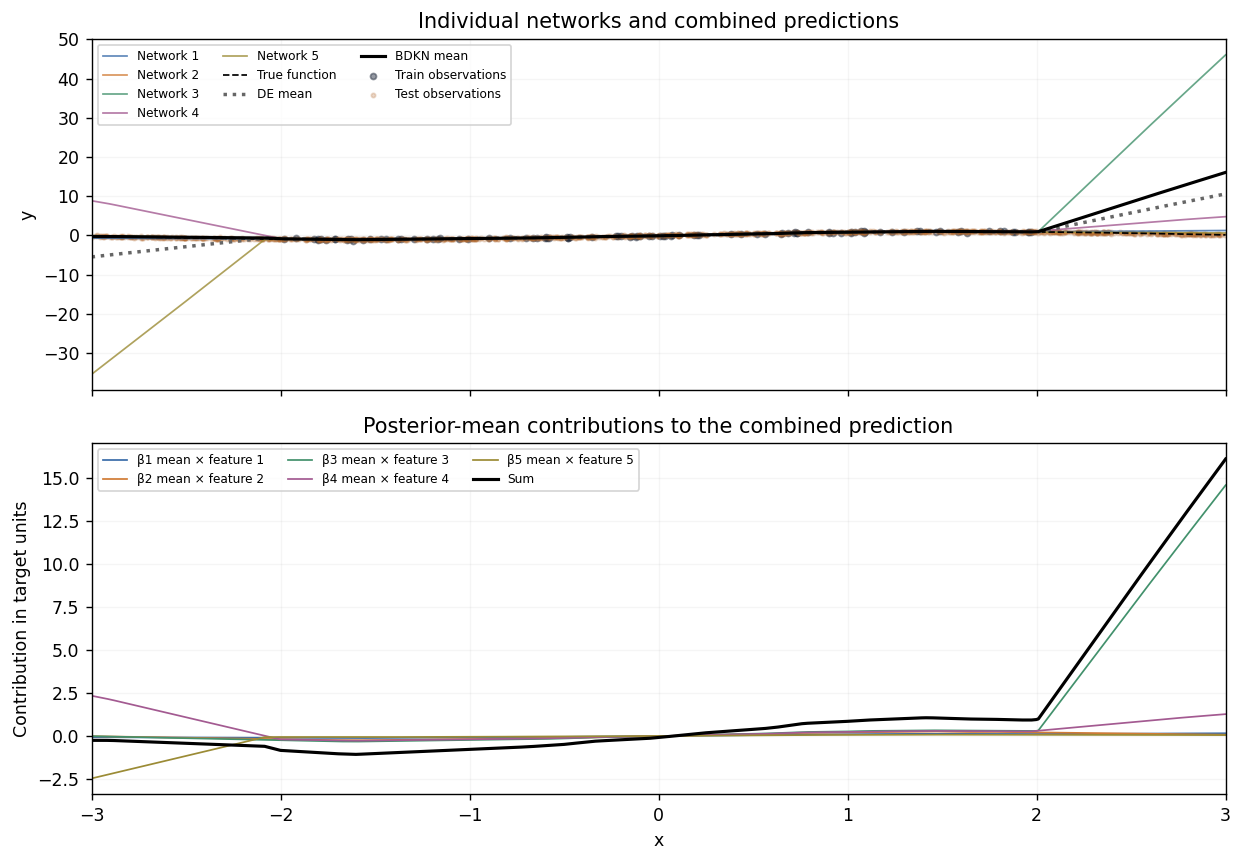 Individual networks and combined predictions
50
40
30
20
10
0
−10
−20
−30
y
Network 1
Network 2
Network 3
Network 4
Network 5
True function
DE mean
BDKN mean
Train observations
Test observations
Posterior-mean contributions to the combined prediction
15.0
12.5
10.0
7.5
5.0
2.5
0.0
−2.5
Contribution in target units
β1 mean × feature 1
β2 mean × feature 2
β3 mean × feature 3
β4 mean × feature 4
β5 mean × feature 5
Sum
−3
−2
−1
0
1
2
3
x